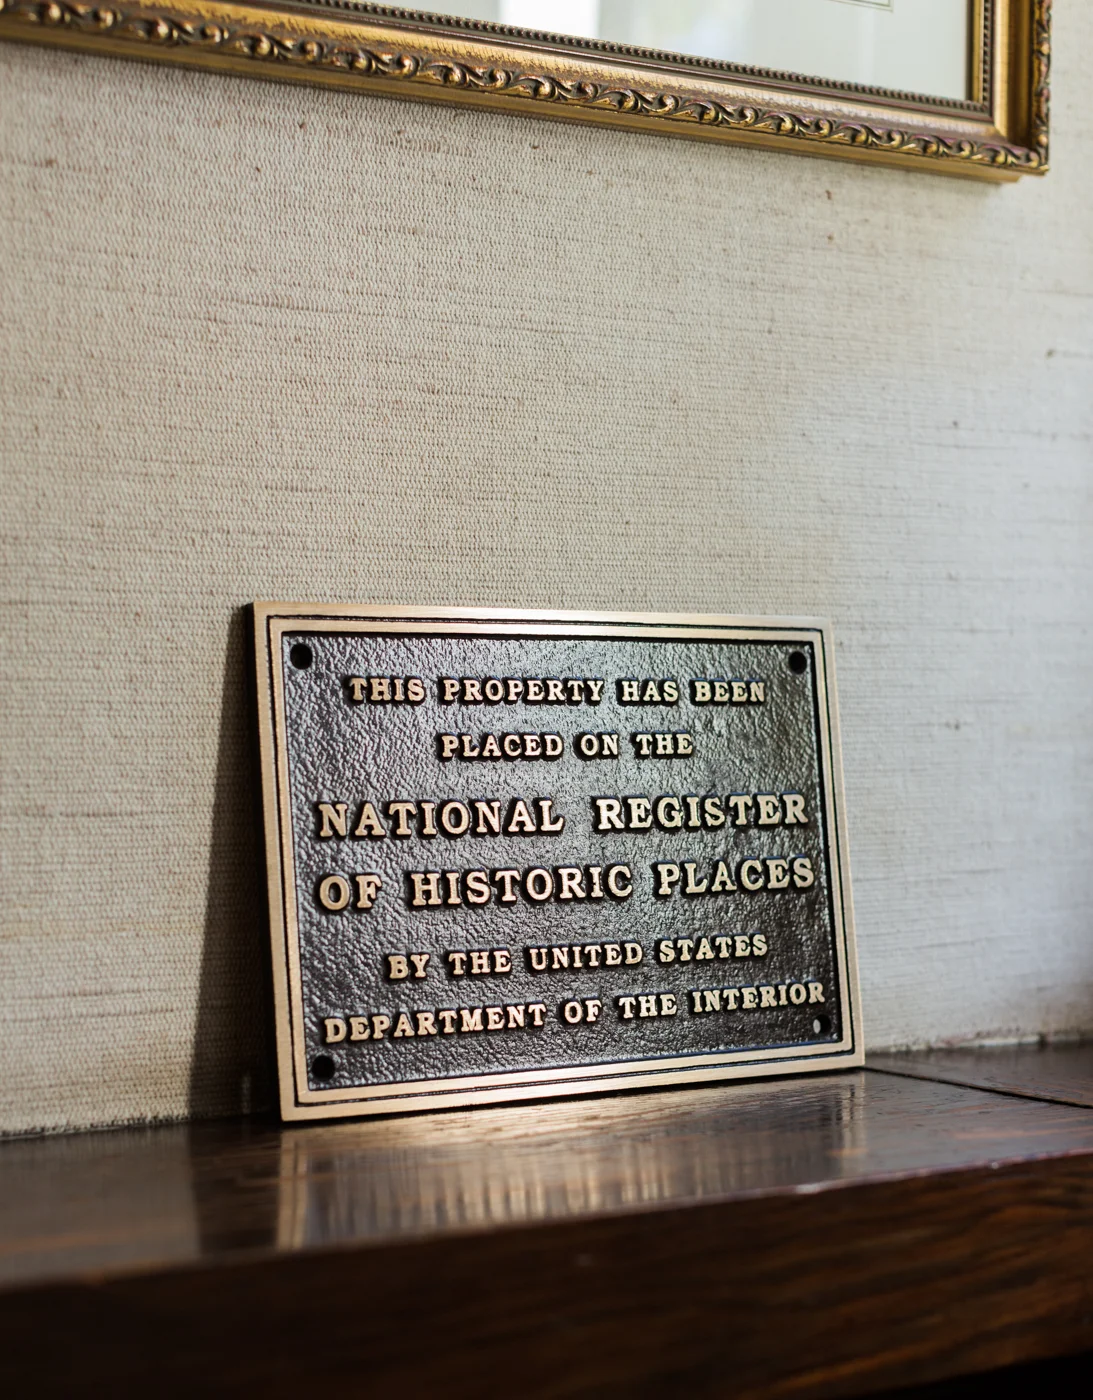 THIS PROPERTY HAS BEEN
PLACED ON THE
NATIONAL REGISTER
OF HISTORIC PLACES
BY THE UNITED STATES
DEPARTMENT OF THE INTERIOR